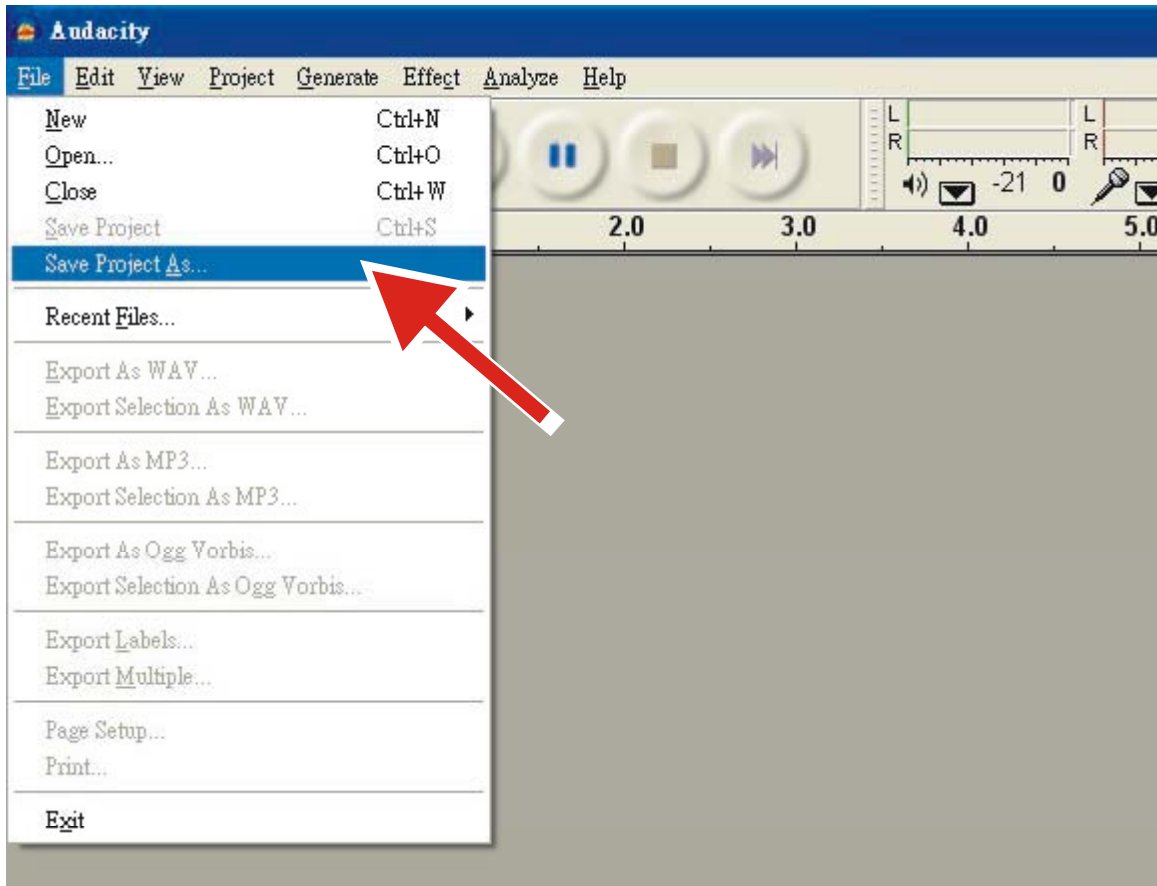 Audacity
File Edit View Project Generate Effect Analyze Help
New Ctrl+N
Open... Ctrl+O
Close Ctrl+W
Save Project Ctrl+S
Save Project As...
Recent Files...
Export As WAV...
Export Selection As WAV...
Export As MP3...
Export Selection As MP3...
Export As Ogg Vorbis...
Export Selection As Ogg Vorbis...
Export Labels...
Export Multiple...
Page Setup...
Print...
Exit
L L
R R
-21 0
2.0 3.0 4.0 5.0